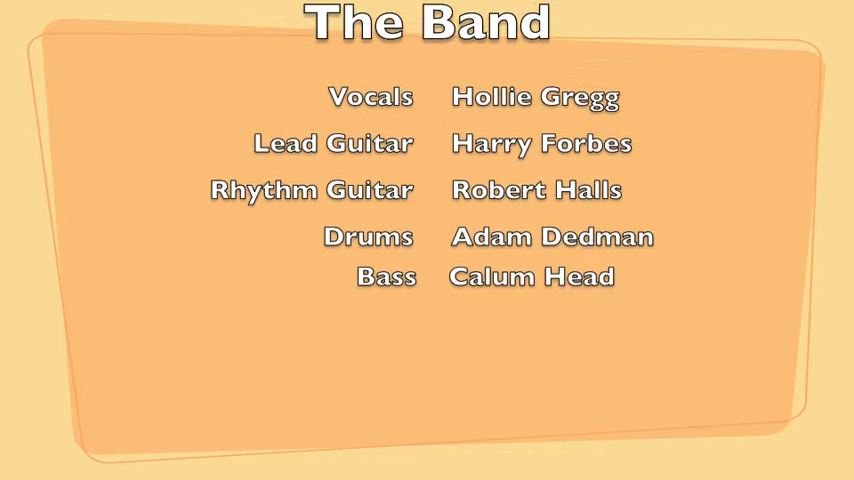 The Band
Vocals Hollie Gregg
Lead Guitar Harry Forbes
Rhythm Guitar Robert Halls
Drums Adam Dedman
Bass Calum Head